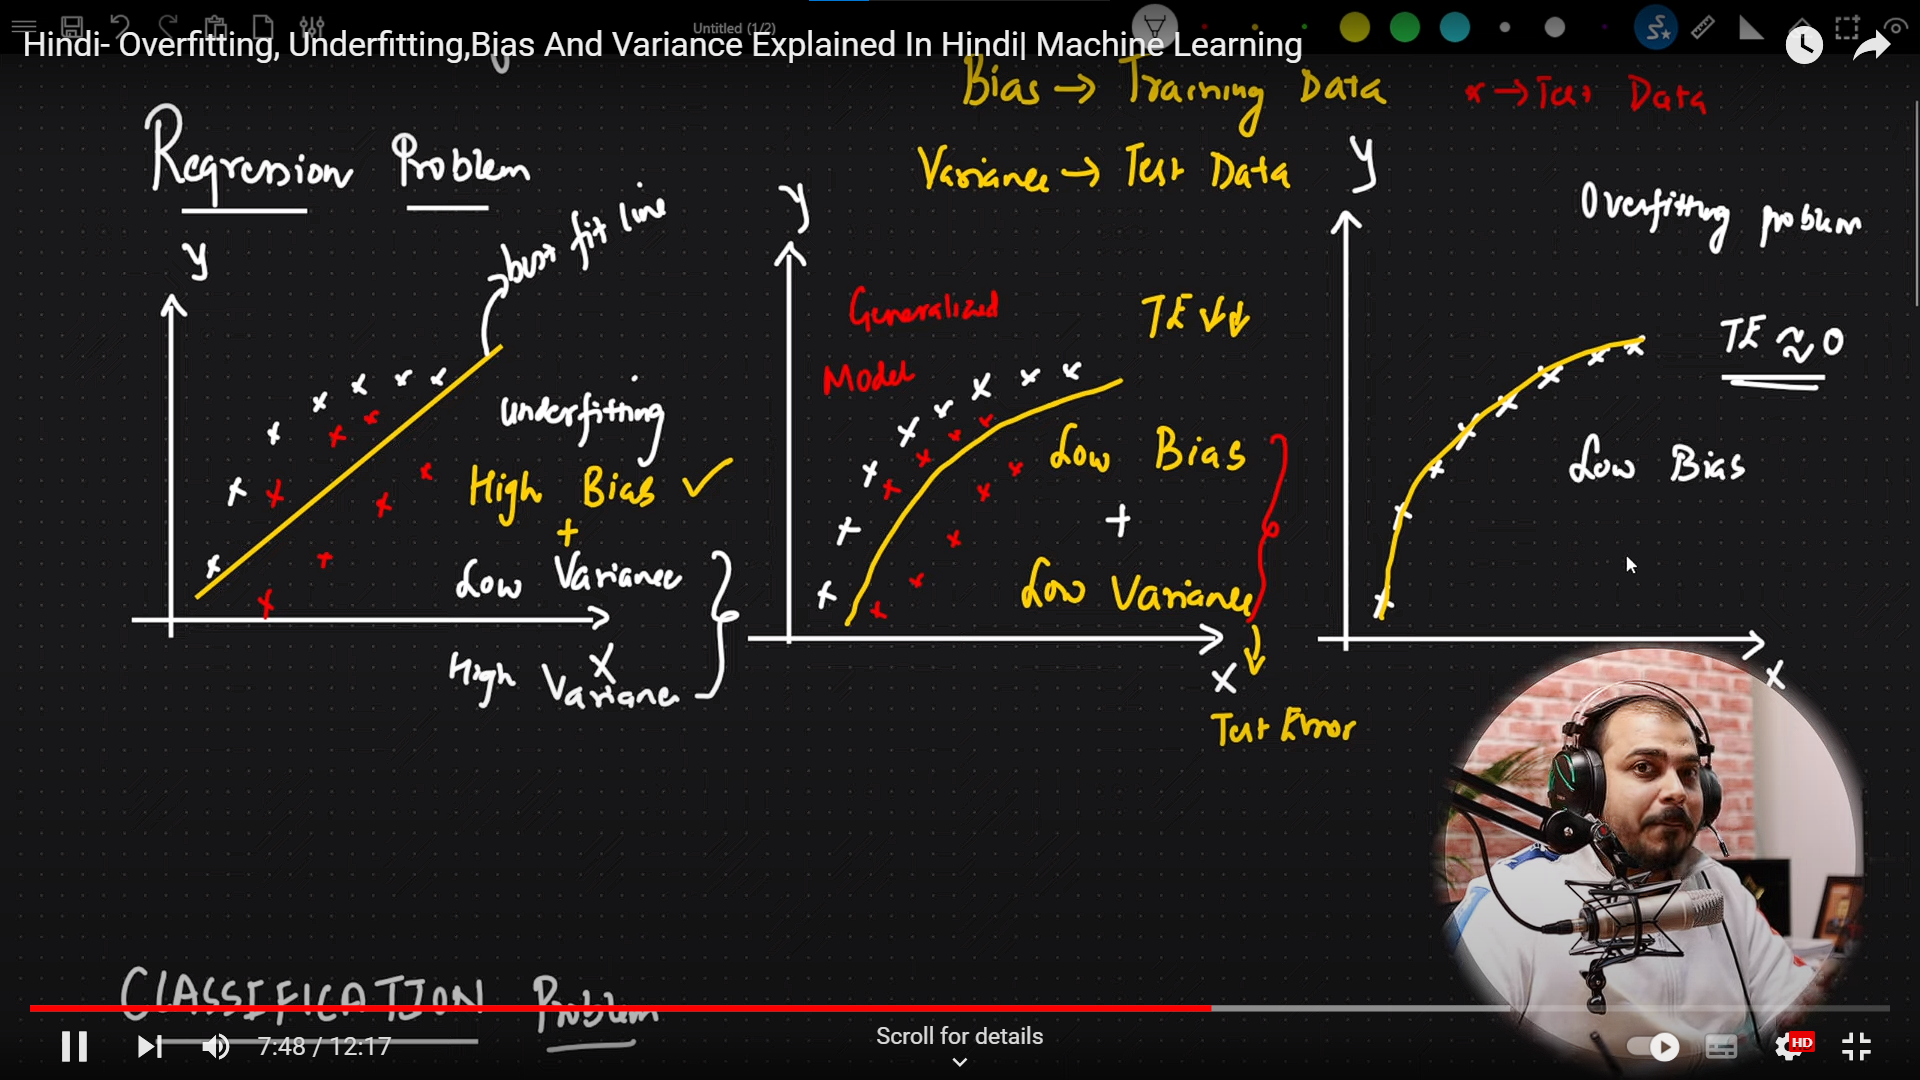 Untitled (1/2)
Hindi- Overfitting, Underfitting,Bias And Variance Explained In Hindi| Machine Learning
Bias → Training Data
x → Test Data
Variance → Test Data
Regression Problem
y
best fit line
underfitting
High Bias ✓
+
Low Variance
High Variance
x
y
Generalized
Model
TE ↓↓
Low Bias
+
Low Variance
x
Test Error
y
Overfitting problem
TE ≈ 0
Low Bias
x
CLASSIFICATION Problem
7:48 / 12:17
Scroll for details
HD